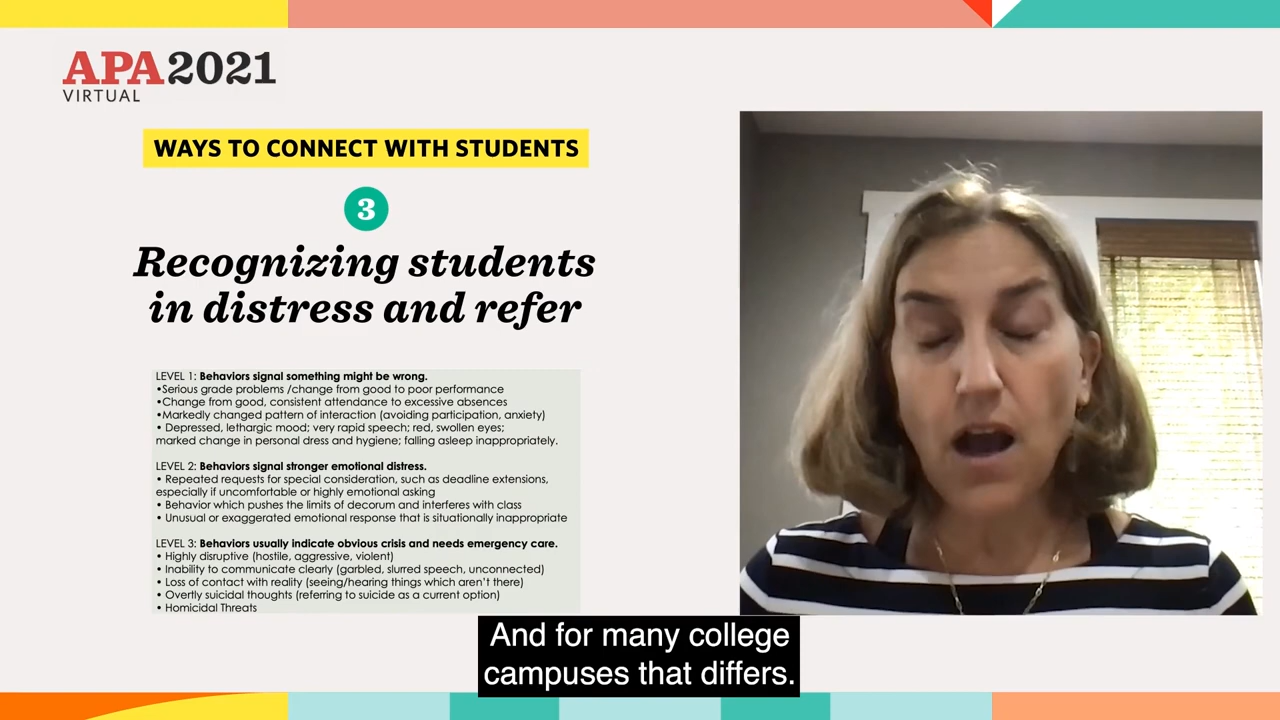 APA2021
VIRTUAL
WAYS TO CONNECT WITH STUDENTS
3
Recognizing students
in distress and refer
LEVEL 1: Behaviors signal something might be wrong.
•Serious grade problems /change from good to poor performance
•Change from good, consistent attendance to excessive absences
•Markedly changed pattern of interaction (avoiding participation, anxiety)
• Depressed, lethargic mood; very rapid speech; red, swollen eyes;
marked change in personal dress and hygiene; falling asleep inappropriately.
LEVEL 2: Behaviors signal stronger emotional distress.
• Repeated requests for special consideration, such as deadline extensions,
especially if uncomfortable or highly emotional asking
• Behavior which pushes the limits of decorum and interferes with class
• Unusual or exaggerated emotional response that is situationally inappropriate
LEVEL 3: Behaviors usually indicate obvious crisis and needs emergency care.
• Highly disruptive (hostile, aggressive, violent)
• Inability to communicate clearly (garbled, slurred speech, unconnected)
• Loss of contact with reality (seeing/hearing things which aren't there)
• Overtly suicidal thoughts (referring to suicide as a current option)
• Homicidal Threats
And for many college
campuses that differs.